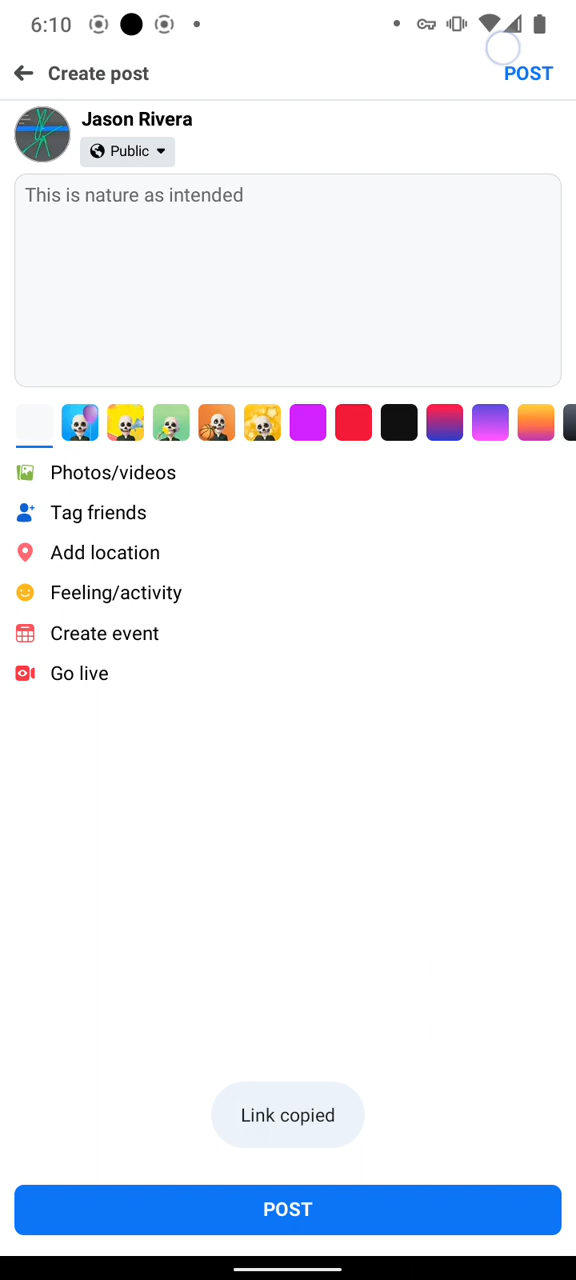 6:10
Create post
POST
Jason Rivera
Public
This is nature as intended
Photos/videos
Tag friends
Add location
Feeling/activity
Create event
Go live
Link copied
POST